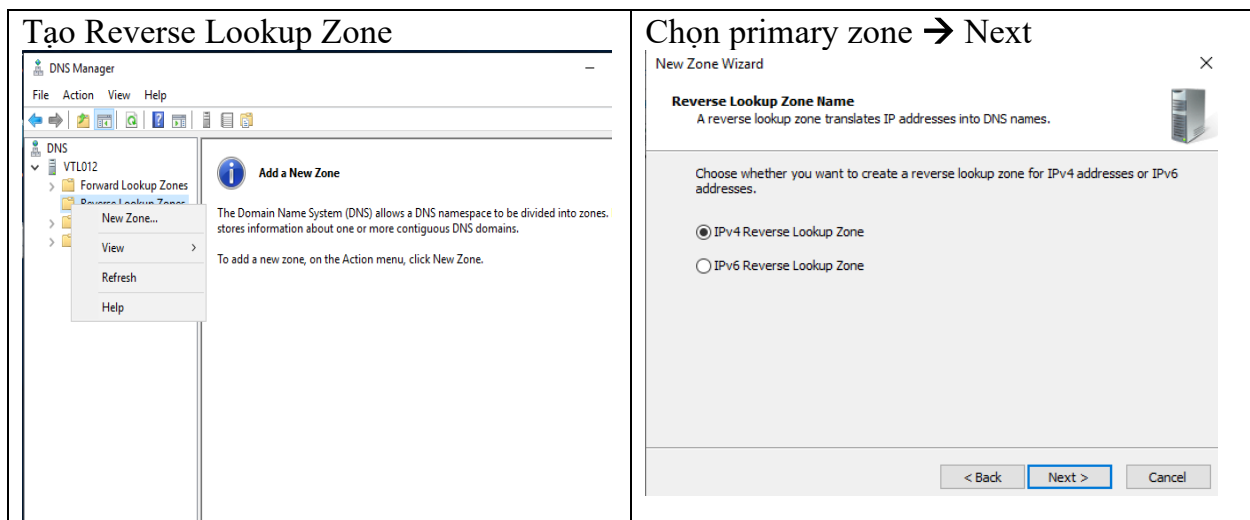 Tạo Reverse Lookup Zone
DNS Manager
File Action View Help
DNS
VTL012
Forward Lookup Zones
Reverse Lookup Zones
New Zone...
View
Refresh
Help
Add a New Zone
The Domain Name System (DNS) allows a DNS namespace to be divided into zones.
stores information about one or more contiguous DNS domains.
To add a new zone, on the Action menu, click New Zone.
Chọn primary zone → Next
New Zone Wizard
Reverse Lookup Zone Name
A reverse lookup zone translates IP addresses into DNS names.
Choose whether you want to create a reverse lookup zone for IPv4 addresses or IPv6
addresses.
IPv4 Reverse Lookup Zone
IPv6 Reverse Lookup Zone
< Back Next > Cancel